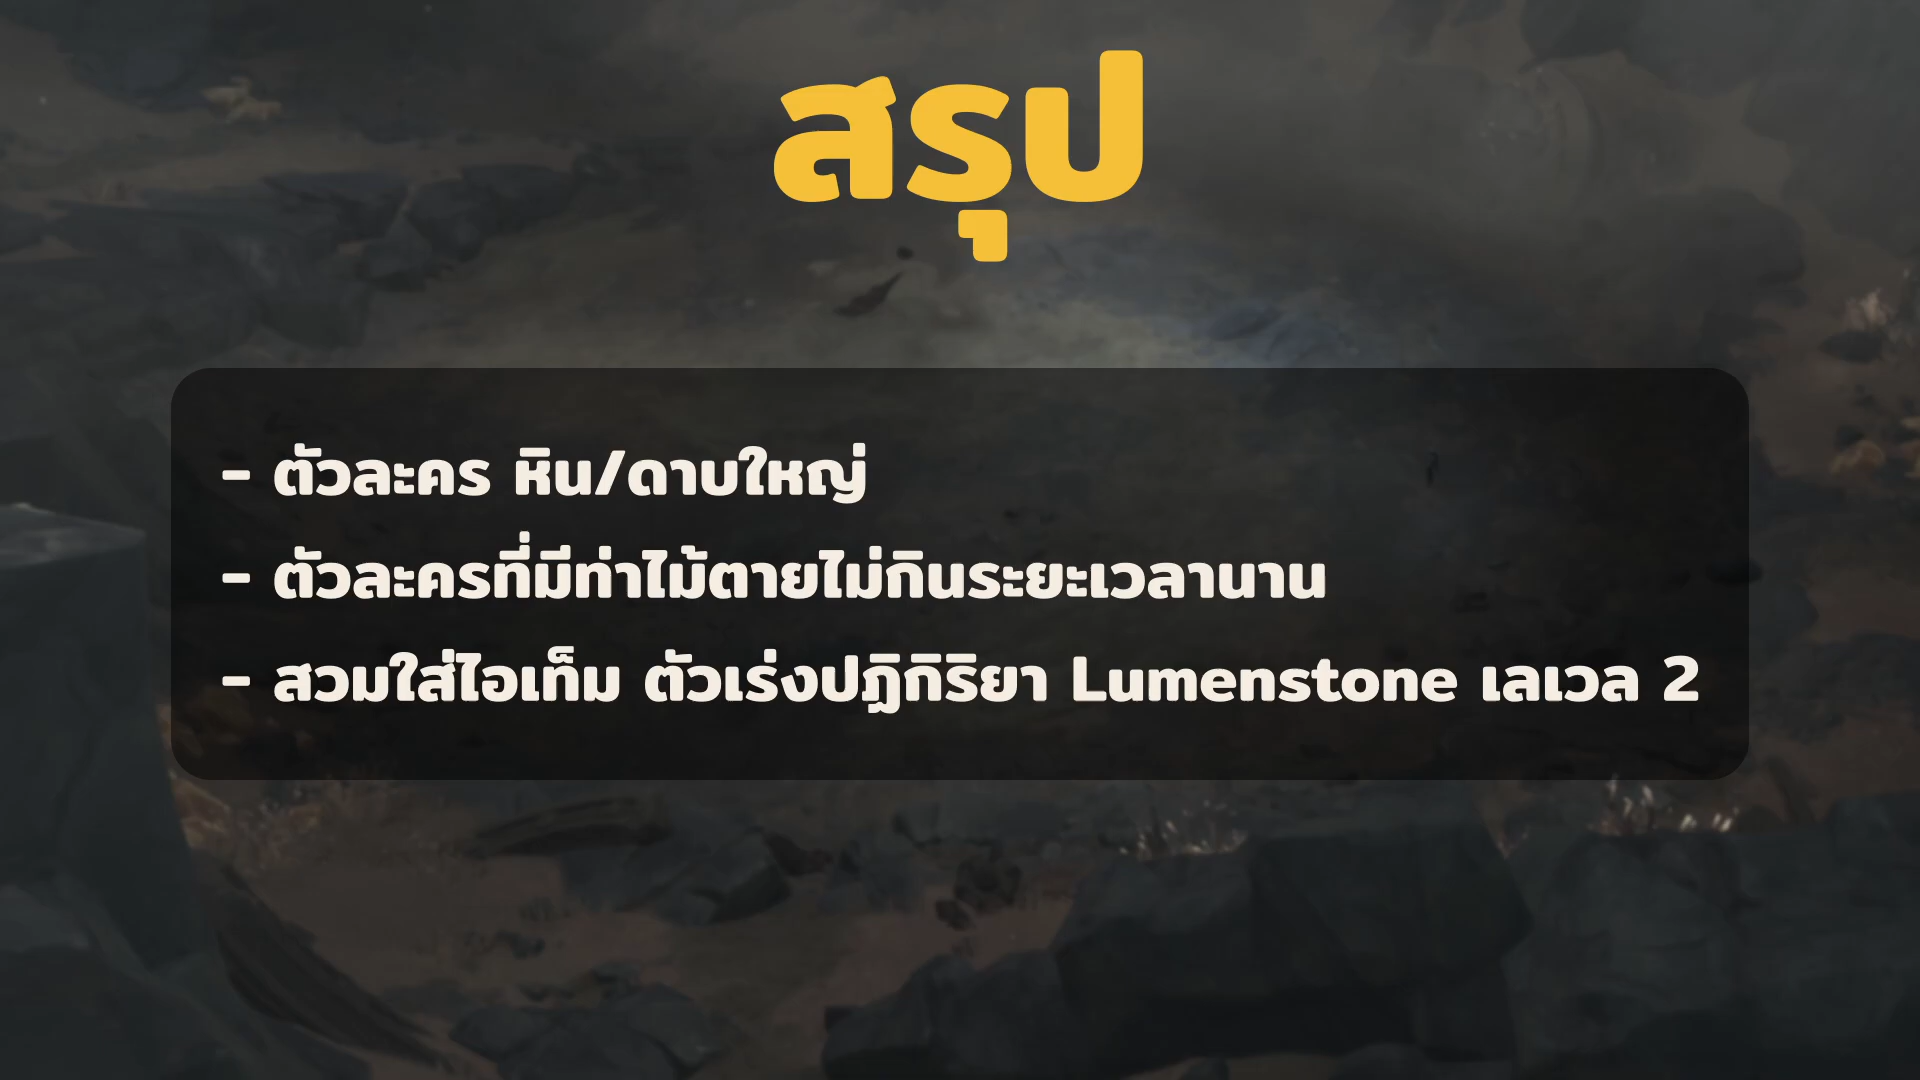 สรุป
- ตัวละคร หิน/ดาบใหญ่
- ตัวละครที่มีท่าไม้ตายไม่กินระยะเวลานาน
- สวมใส่ไอเท็ม ตัวเร่งปฏิกิริยา Lumenstone เลเวล 2